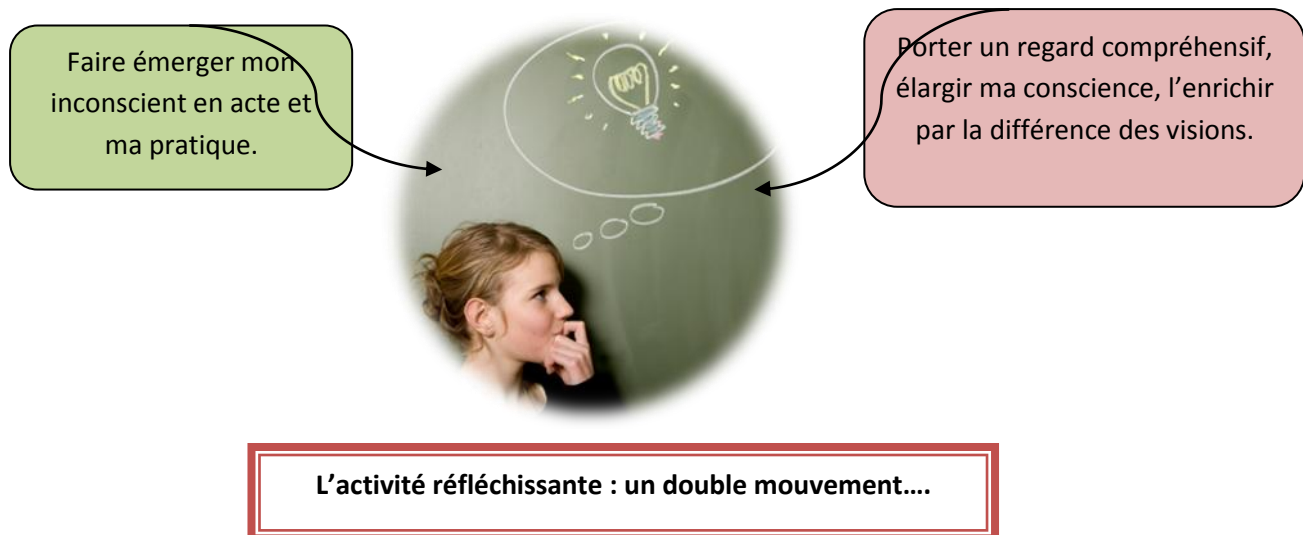 Faire émerger mon
inconscient en acte et
ma pratique.
Porter un regard compréhensif,
élargir ma conscience, l’enrichir
par la différence des visions.
L’activité réfléchissante : un double mouvement….